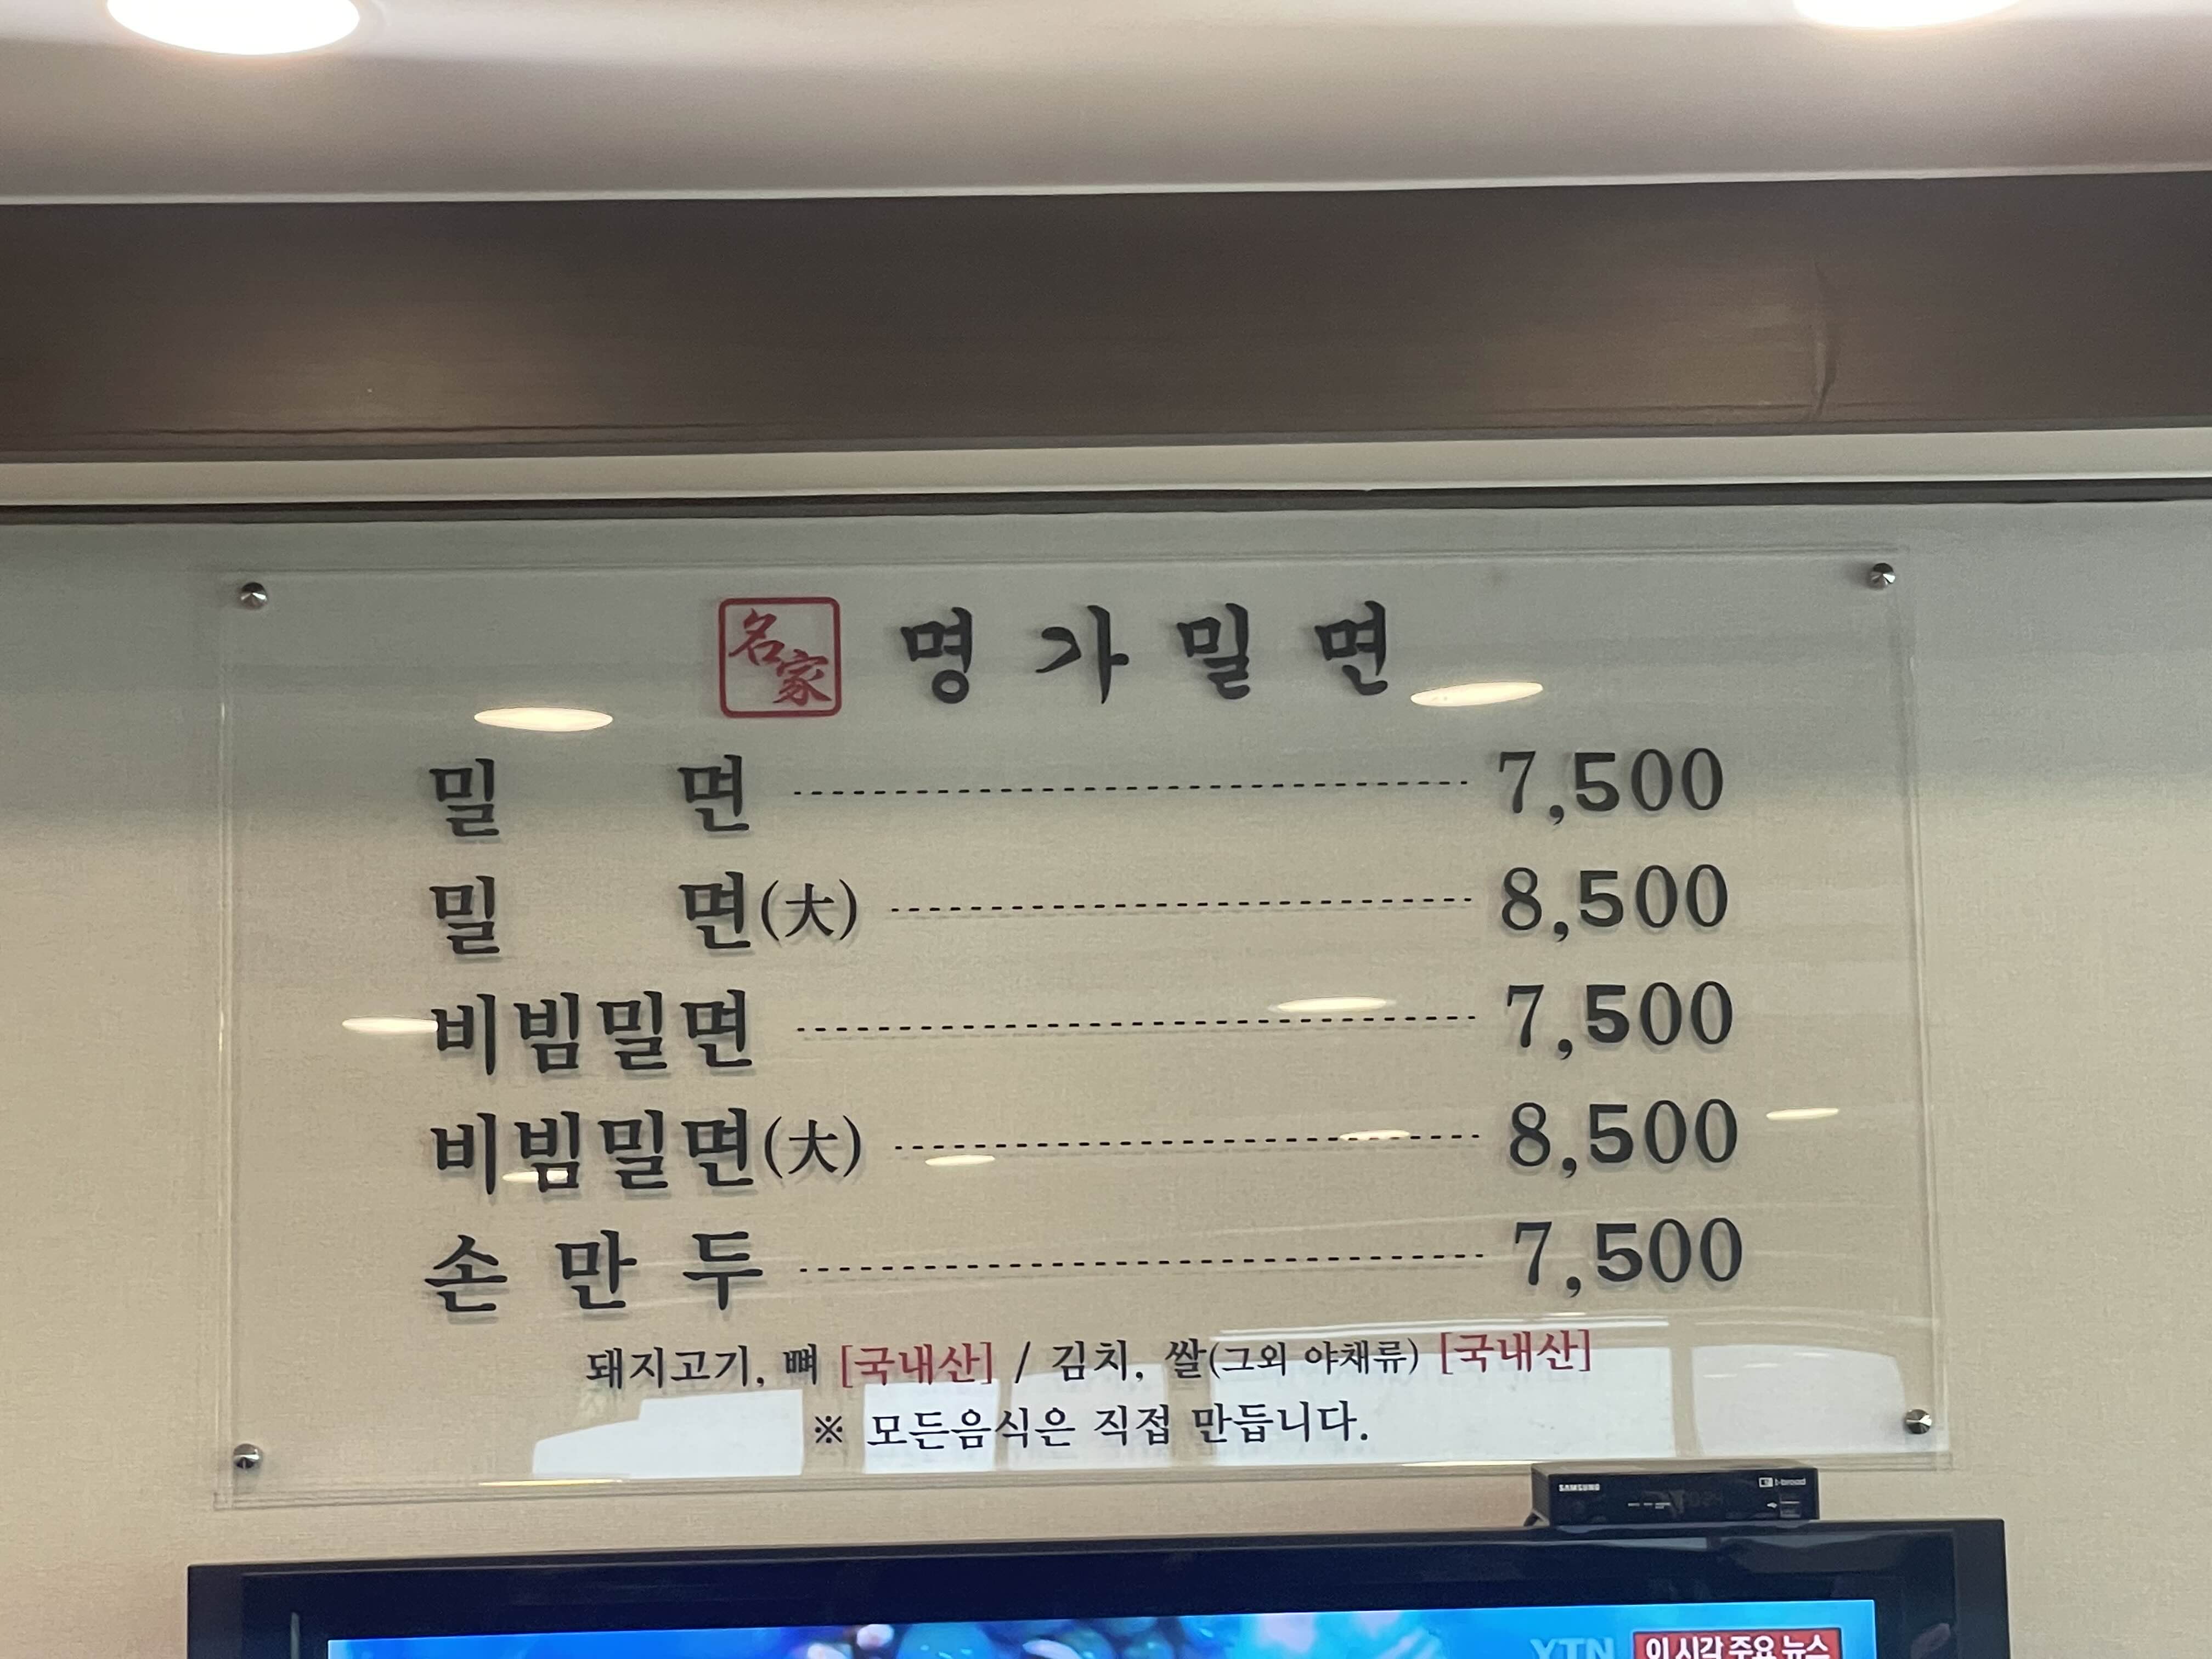 名家 명가밀면
밀 면 7,500
밀 면(大) 8,500
비빔밀면 7,500
비빔밀면(大) 8,500
손만두 7,500
돼지고기, 뼈 [국내산] / 김치, 쌀(그외 야채류) [국내산]
※ 모든음식은 직접 만듭니다.
SAMSUNG t-broad
YTN 이 시각 주요 뉴스